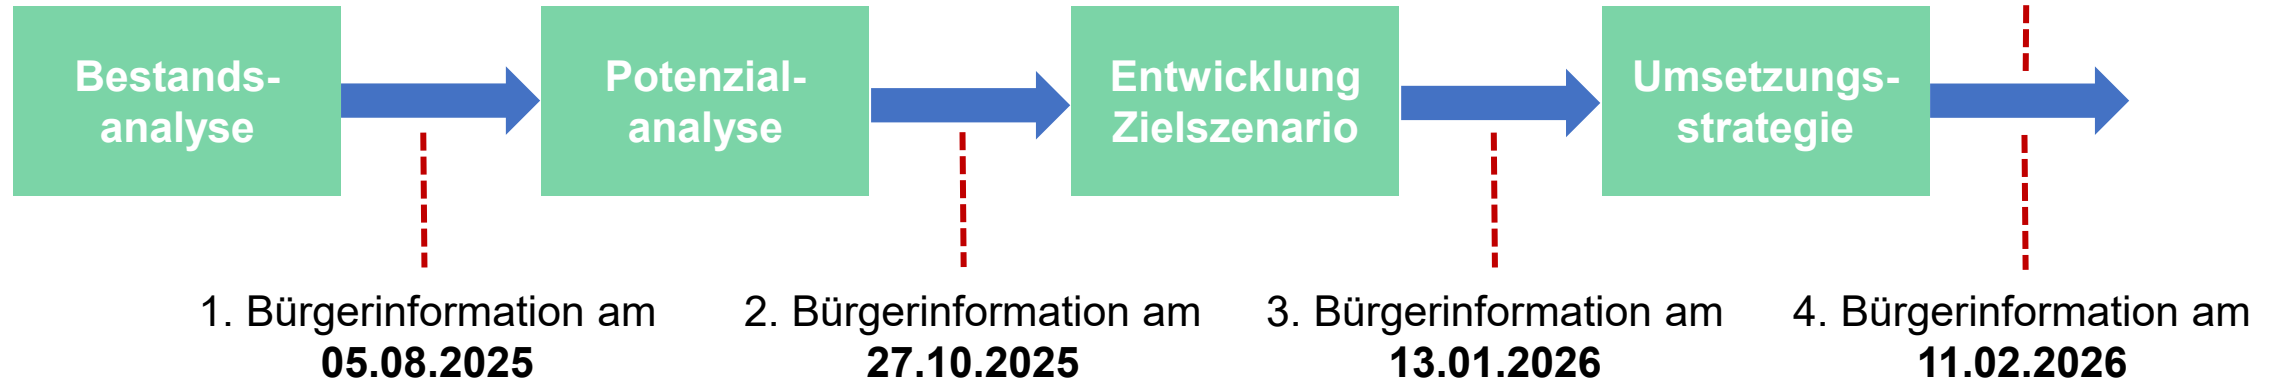 Bestands-
analyse
Potenzial-
analyse
Entwicklung
Zielszenario
Umsetzungs-
strategie
1. Bürgerinformation am
05.08.2025
2. Bürgerinformation am
27.10.2025
3. Bürgerinformation am
13.01.2026
4. Bürgerinformation am
11.02.2026